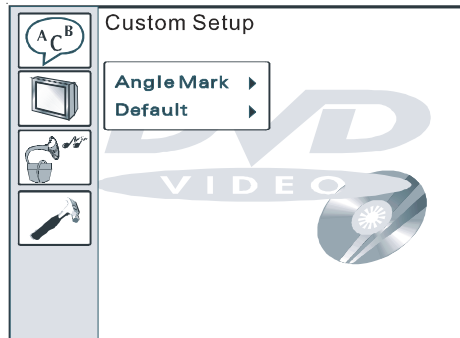 A C B
Custom Setup
Angle Mark
Default
DVD
VIDEO